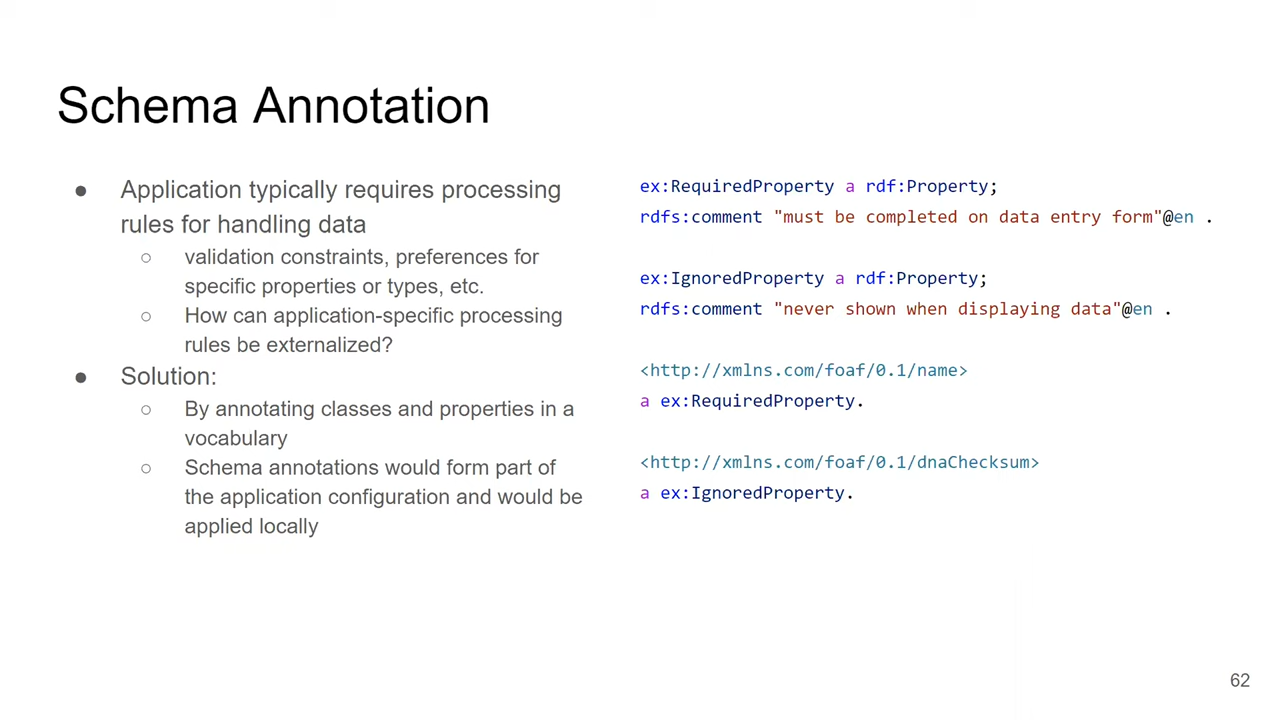 Schema Annotation
● Application typically requires processing
rules for handling data
○ validation constraints, preferences for
specific properties or types, etc.
○ How can application-specific processing
rules be externalized?
● Solution:
○ By annotating classes and properties in a
vocabulary
○ Schema annotations would form part of
the application configuration and would be
applied locally
ex:RequiredProperty a rdf:Property;
rdfs:comment "must be completed on data entry form"@en .
ex:IgnoredProperty a rdf:Property;
rdfs:comment "never shown when displaying data"@en .
<http://xmlns.com/foaf/0.1/name>
a ex:RequiredProperty.
<http://xmlns.com/foaf/0.1/dnaChecksum>
a ex:IgnoredProperty.
62